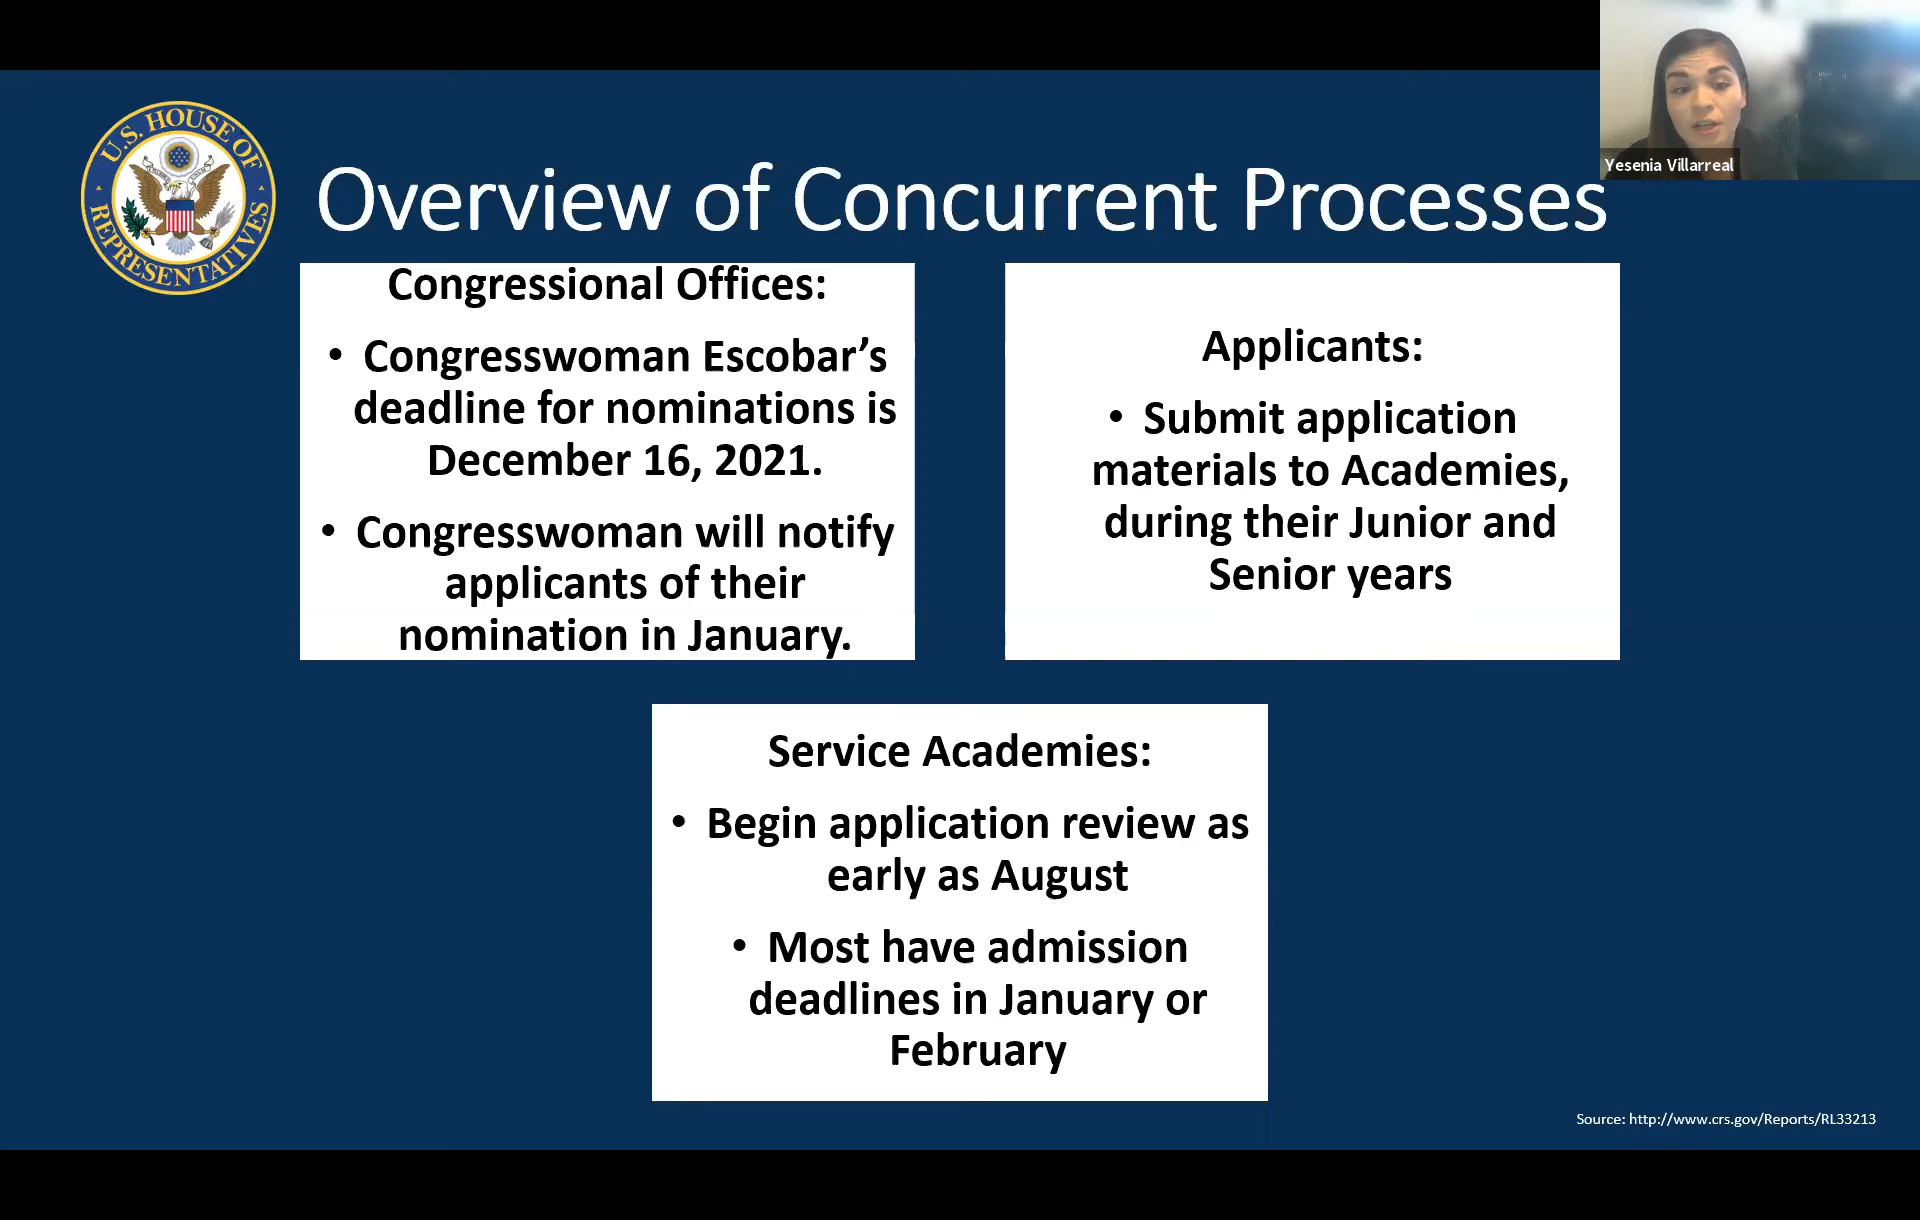 Yesenia Villarreal
U.S. HOUSE OF
REPRESENTATIVES
Overview of Concurrent Processes
Congressional Offices:
• Congresswoman Escobar’s
deadline for nominations is
December 16, 2021.
• Congresswoman will notify
applicants of their
nomination in January.
Applicants:
• Submit application
materials to Academies,
during their Junior and
Senior years
Service Academies:
• Begin application review as
early as August
• Most have admission
deadlines in January or
February
Source: http://www.crs.gov/Reports/RL33213